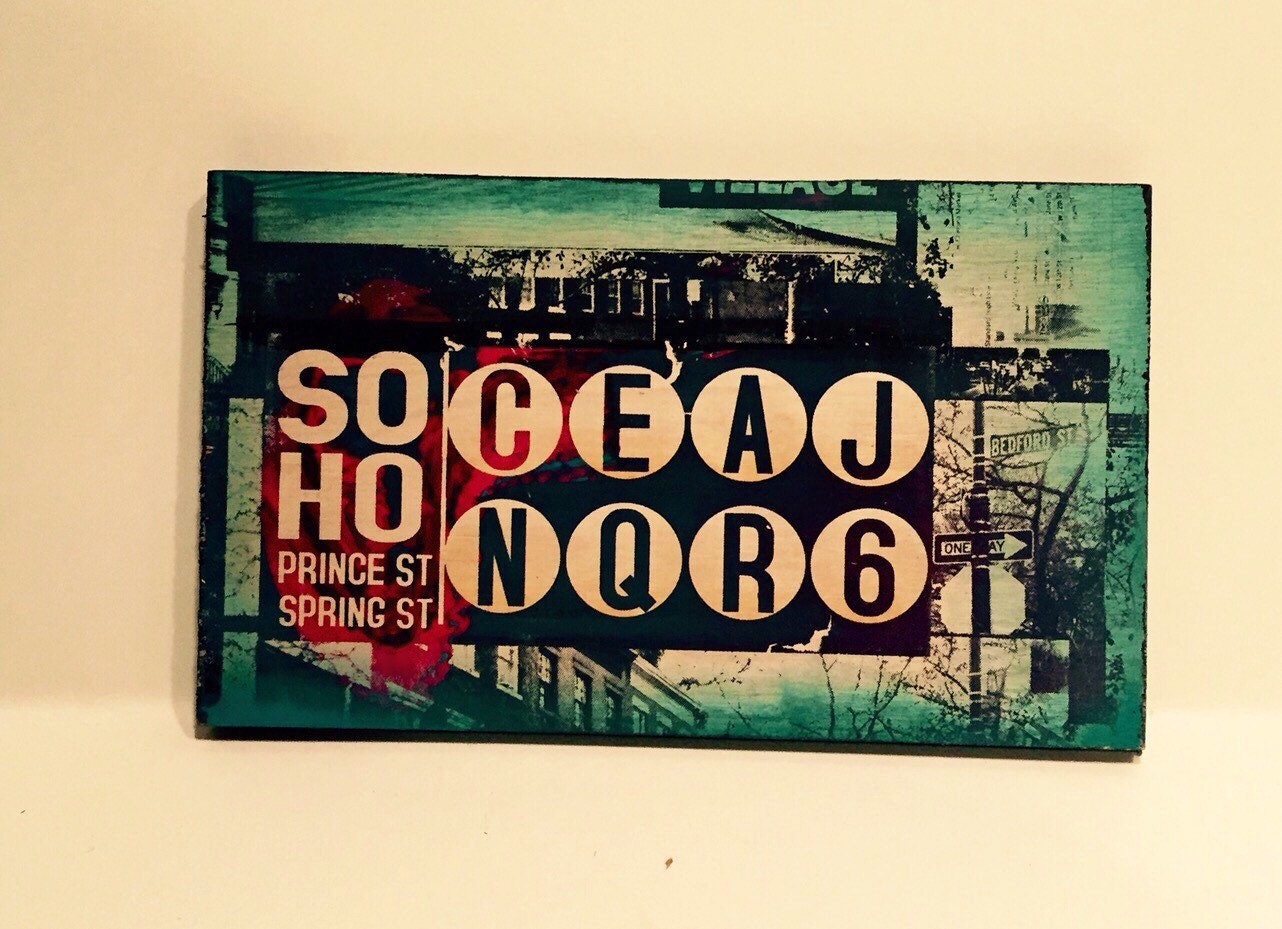 VILLAGE
SO
HO
PRINCE ST
SPRING ST
C E A J
N Q R 6
BEDFORD ST
ONE WAY